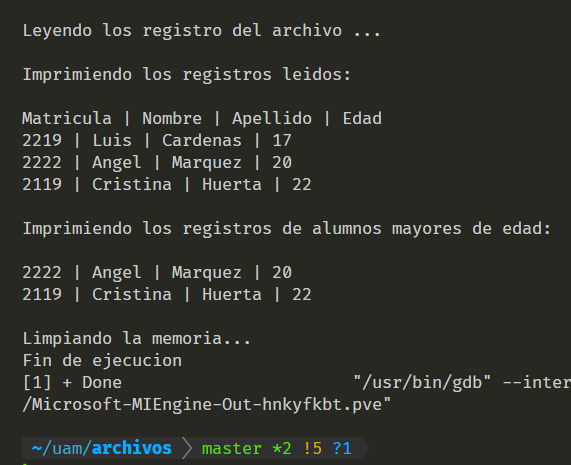 Leyendo los registro del archivo ...
Imprimiendo los registros leidos:
Matricula | Nombre | Apellido | Edad
2219 | Luis | Cardenas | 17
2222 | Angel | Marquez | 20
2119 | Cristina | Huerta | 22
Imprimiendo los registros de alumnos mayores de edad:
2222 | Angel | Marquez | 20
2119 | Cristina | Huerta | 22
Limpiando la memoria...
Fin de ejecucion
[1] + Done "/usr/bin/gdb" --inter
/Microsoft-MIEngine-Out-hnkyfkbt.pve"
~/uam/archivos master *2 !5 ?1